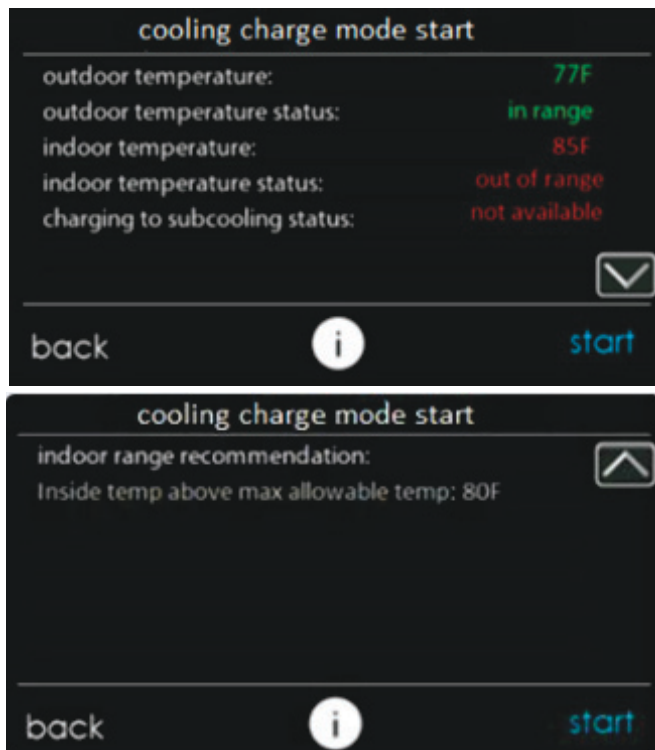 cooling charge mode start
outdoor temperature: 77F
outdoor temperature status: in range
indoor temperature: 85F
indoor temperature status: out of range
charging to subcooling status: not available
back i start
cooling charge mode start
indoor range recommendation:
Inside temp above max allowable temp: 80F
back i start